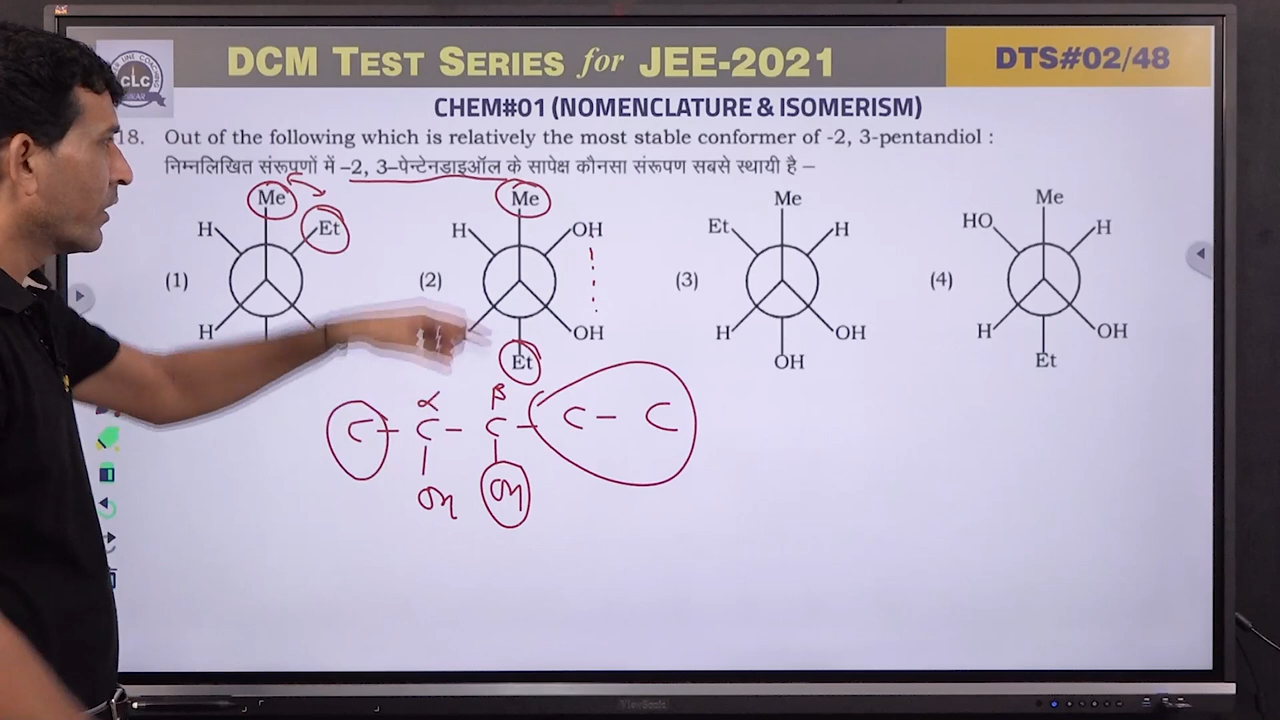 DCM TEST SERIES for JEE-2021
DTS#02/48
CLC
CHEM#01 (NOMENCLATURE & ISOMERISM)
18. Out of the following which is relatively the most stable conformer of -2, 3-pentandiol :
निम्नलिखित संरूपणों में –2, 3–पेन्टेनडाइऑल के सापेक्ष कौनसा संरूपण सबसे स्थायी है –
(1) Me H Et H
(2) Me H OH OH Et
(3) Me Et H H OH OH
(4) Me HO H H OH Et
α β
C - C - C - C - C
OH OH
ViewSonic